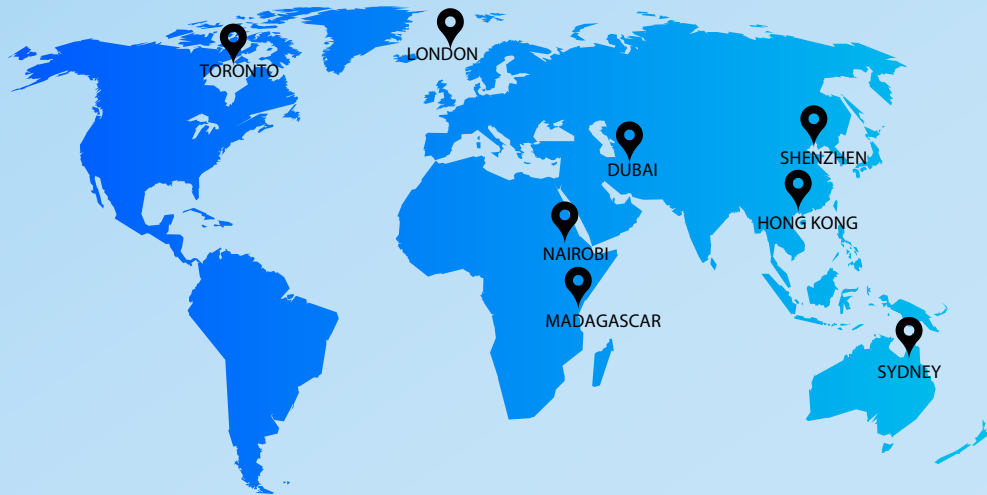 LONDON
TORONTO
SHENZHEN
DUBAI
HONG KONG
NAIROBI
MADAGASCAR
SYDNEY